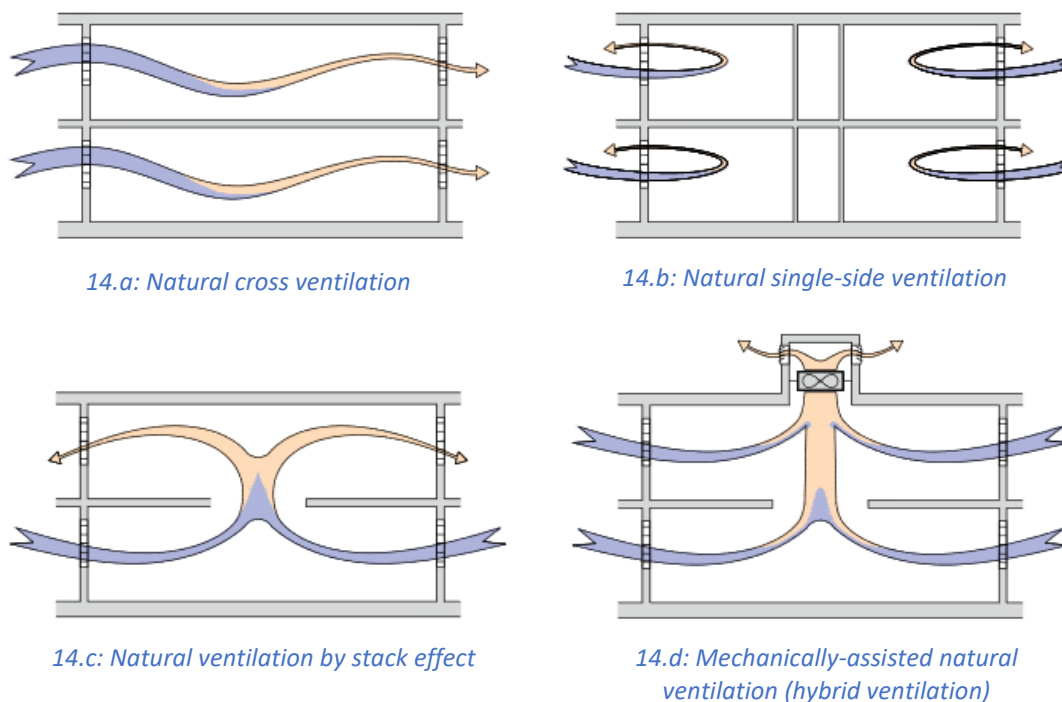 14.a: Natural cross ventilation
14.b: Natural single-side ventilation
14.c: Natural ventilation by stack effect
14.d: Mechanically-assisted natural
ventilation (hybrid ventilation)